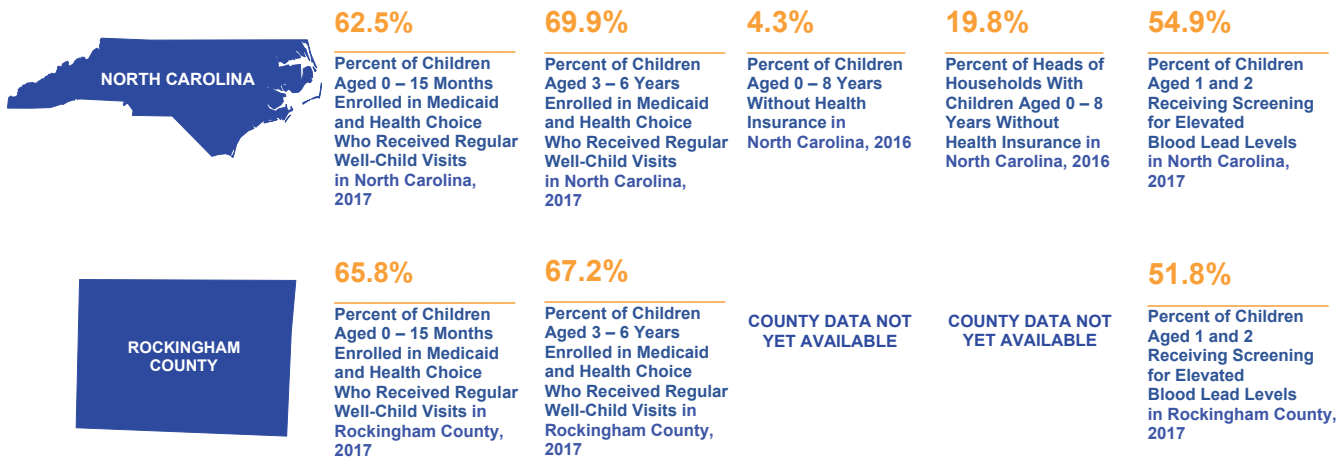 NORTH CAROLINA
62.5%
Percent of Children
Aged 0 – 15 Months
Enrolled in Medicaid
and Health Choice
Who Received Regular
Well-Child Visits
in North Carolina,
2017
69.9%
Percent of Children
Aged 3 – 6 Years
Enrolled in Medicaid
and Health Choice
Who Received Regular
Well-Child Visits
in North Carolina,
2017
4.3%
Percent of Children
Aged 0 – 8 Years
Without Health
Insurance in
North Carolina, 2016
19.8%
Percent of Heads of
Households With
Children Aged 0 – 8
Years Without
Health Insurance in
North Carolina, 2016
54.9%
Percent of Children
Aged 1 and 2
Receiving Screening
for Elevated
Blood Lead Levels
in North Carolina,
2017
ROCKINGHAM
COUNTY
65.8%
Percent of Children
Aged 0 – 15 Months
Enrolled in Medicaid
and Health Choice
Who Received Regular
Well-Child Visits in
Rockingham County,
2017
67.2%
Percent of Children
Aged 3 – 6 Years
Enrolled in Medicaid
and Health Choice
Who Received Regular
Well-Child Visits in
Rockingham County,
2017
COUNTY DATA NOT
YET AVAILABLE
COUNTY DATA NOT
YET AVAILABLE
51.8%
Percent of Children
Aged 1 and 2
Receiving Screening
for Elevated
Blood Lead Levels
in Rockingham County,
2017